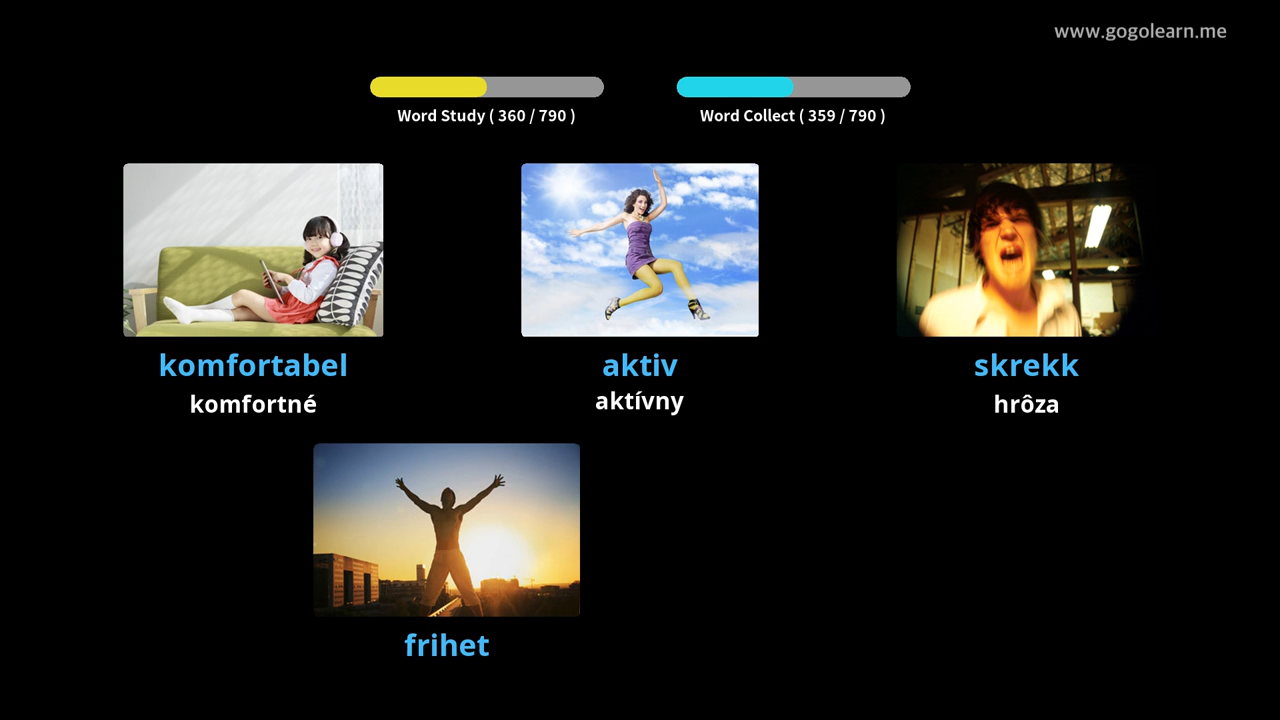 www.gogolearn.me
Word Study ( 360 / 790 )
Word Collect ( 359 / 790 )
komfortabel
komfortné
aktiv
aktívny
skrekk
hrôza
frihet